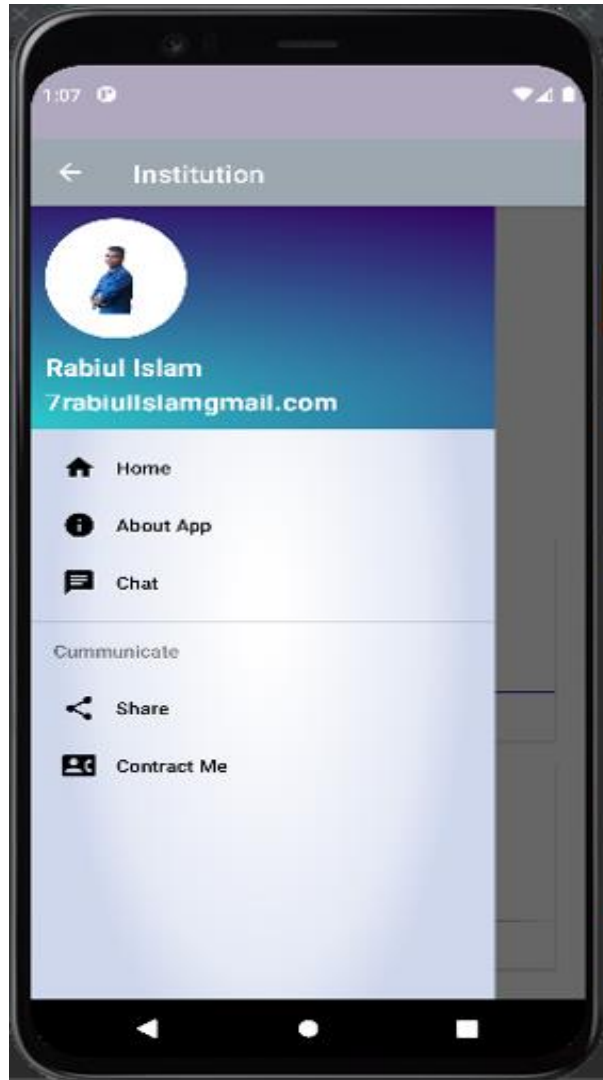 1:07
Institution
Rabiul Islam
7rabiulIslamgmail.com
Home
About App
Chat
Cummunicate
Share
Contract Me